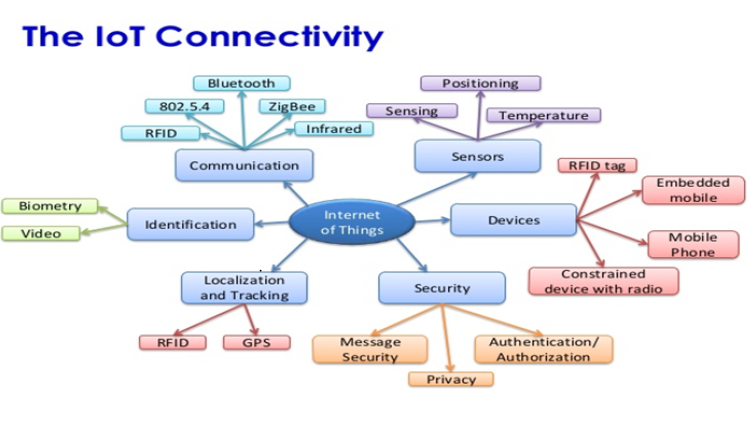 The IoT Connectivity
Bluetooth
Positioning
802.5.4
ZigBee
Sensing
Temperature
RFID
Infrared
Communication
Sensors
RFID tag
Embedded
mobile
Biometry
Video
Identification
Internet
of Things
Devices
Mobile
Phone
Localization
and Tracking
Security
Constrained
device with radio
RFID
GPS
Message
Security
Authentication/
Authorization
Privacy